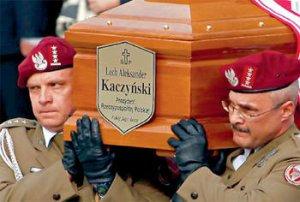 Lech Aleksander
Kaczyński
Prezydent
Rzeczypospolitej Polskiej